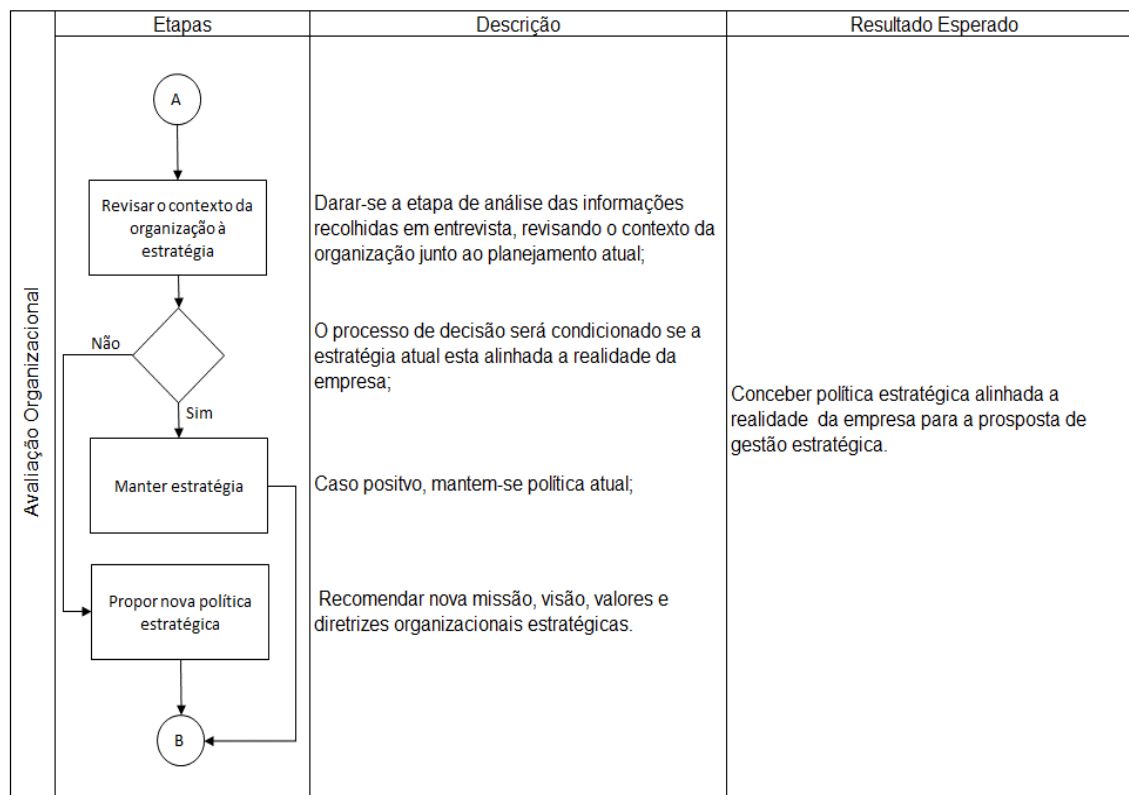 Etapas
Descrição
Resultado Esperado
Avaliação Organizacional
A
Revisar o contexto da
organização à
estratégia
Darar-se a etapa de análise das informações
recolhidas em entrevista, revisando o contexto da
organização junto ao planejamento atual;
Não
Sim
O processo de decisão será condicionado se a
estratégia atual esta alinhada a realidade da
empresa;
Manter estratégia
Caso positvo, mantem-se política atual;
Propor nova política
estratégica
Recomendar nova missão, visão, valores e
diretrizes organizacionais estratégicas.
B
Conceber política estratégica alinhada a
realidade da empresa para a prosposta de
gestão estratégica.